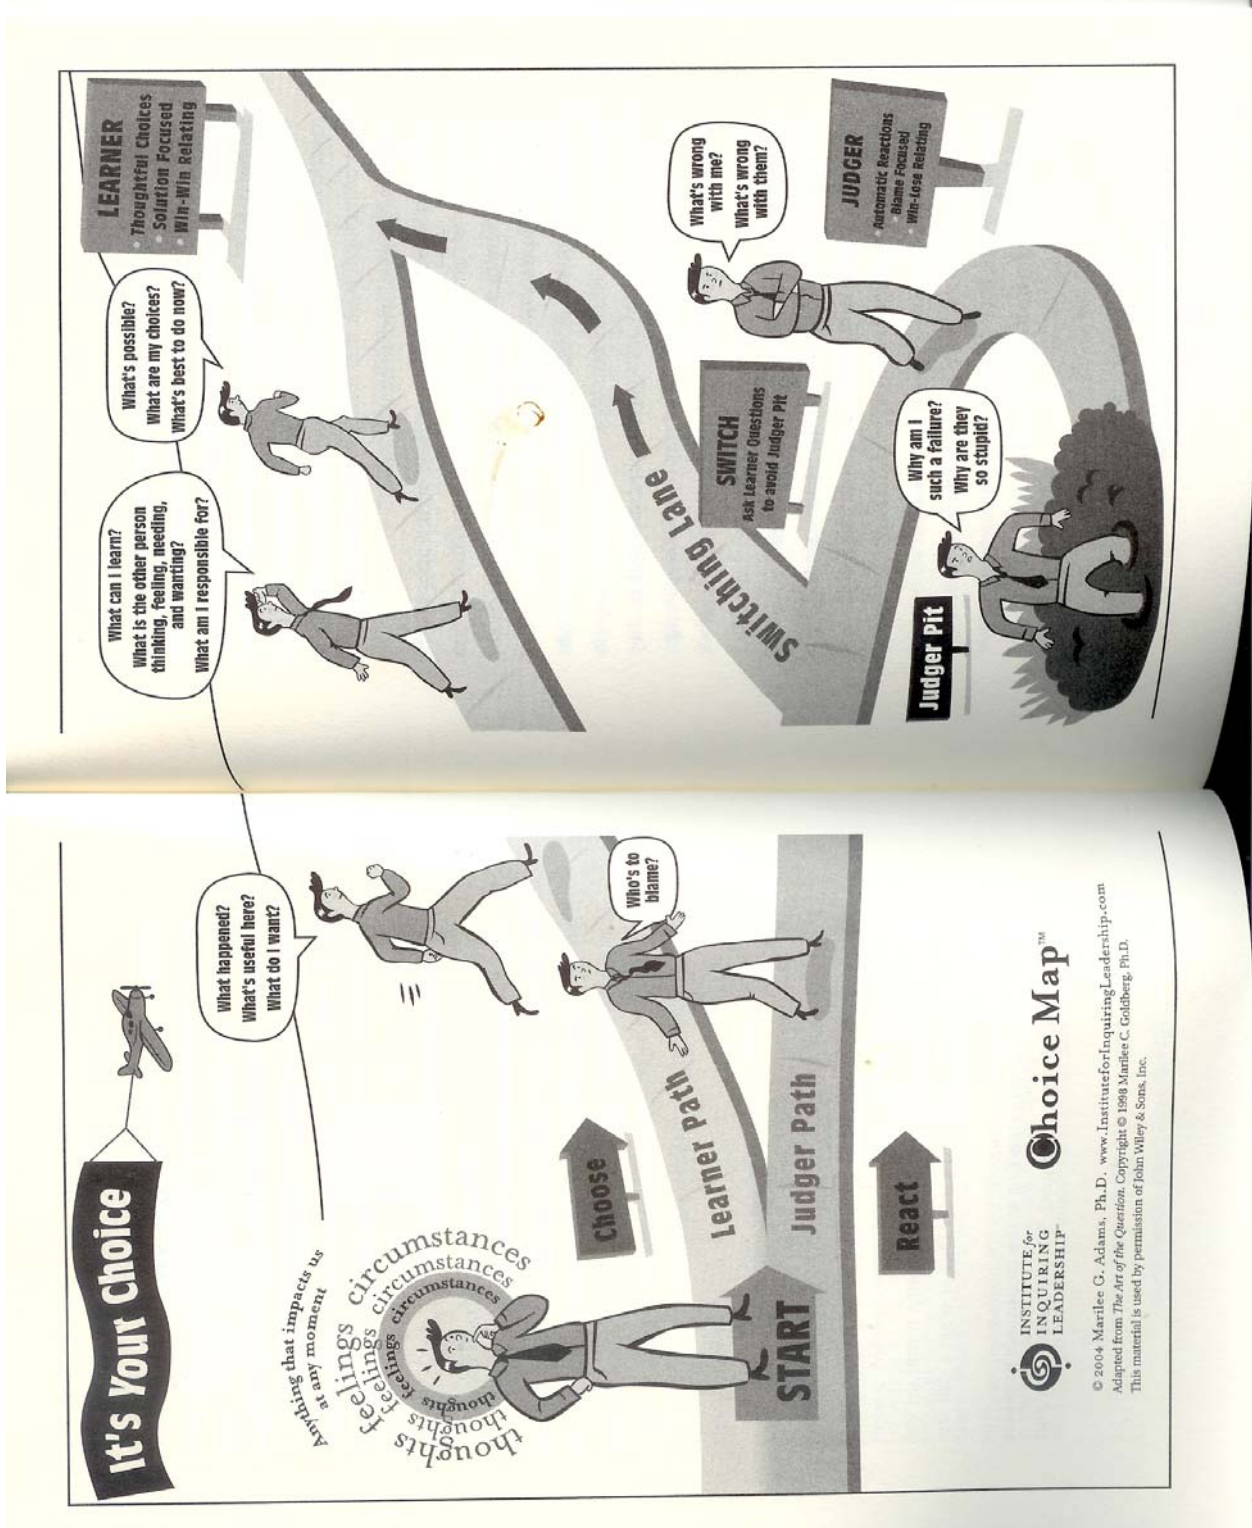 It's Your Choice
Anything that impacts us
at any moment
thoughts feelings circumstances
thoughts feelings circumstances
thoughts feelings circumstances
START
Choose
React
Learner Path
Judger Path
What happened?
What's useful here?
What do I want?
Who's to
blame?
What can I learn?
What is the other person
thinking, feeling, needing,
and wanting?
What am I responsible for?
What's possible?
What are my choices?
What's best to do now?
LEARNER
• Thoughtful Choices
• Solution Focused
• Win-Win Relating
Switching Lane
SWITCH
Ask Learner Questions
to avoid Judger Pit
What's wrong
with me?
What's wrong
with them?
JUDGER
• Automatic Reactions
• Blame Focused
• Win-Lose Relating
Why am I
such a failure?
Why are they
so stupid?
Judger Pit
INSTITUTE for
INQUIRING
LEADERSHIP
Choice Map™
© 2004 Marilee G. Adams, Ph.D. www.InstituteforInquiringLeadership.com
Adapted from The Art of the Question. Copyright © 1998 Marilee C. Goldberg, Ph.D.
This material is used by permission of John Wiley & Sons, Inc.